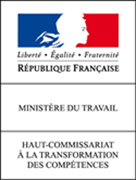 Liberté • Égalité • Fraternité
RÉPUBLIQUE FRANÇAISE
MINISTÈRE DU TRAVAIL
HAUT-COMMISSARIAT
À LA TRANSFORMATION
DES COMPÉTENCES